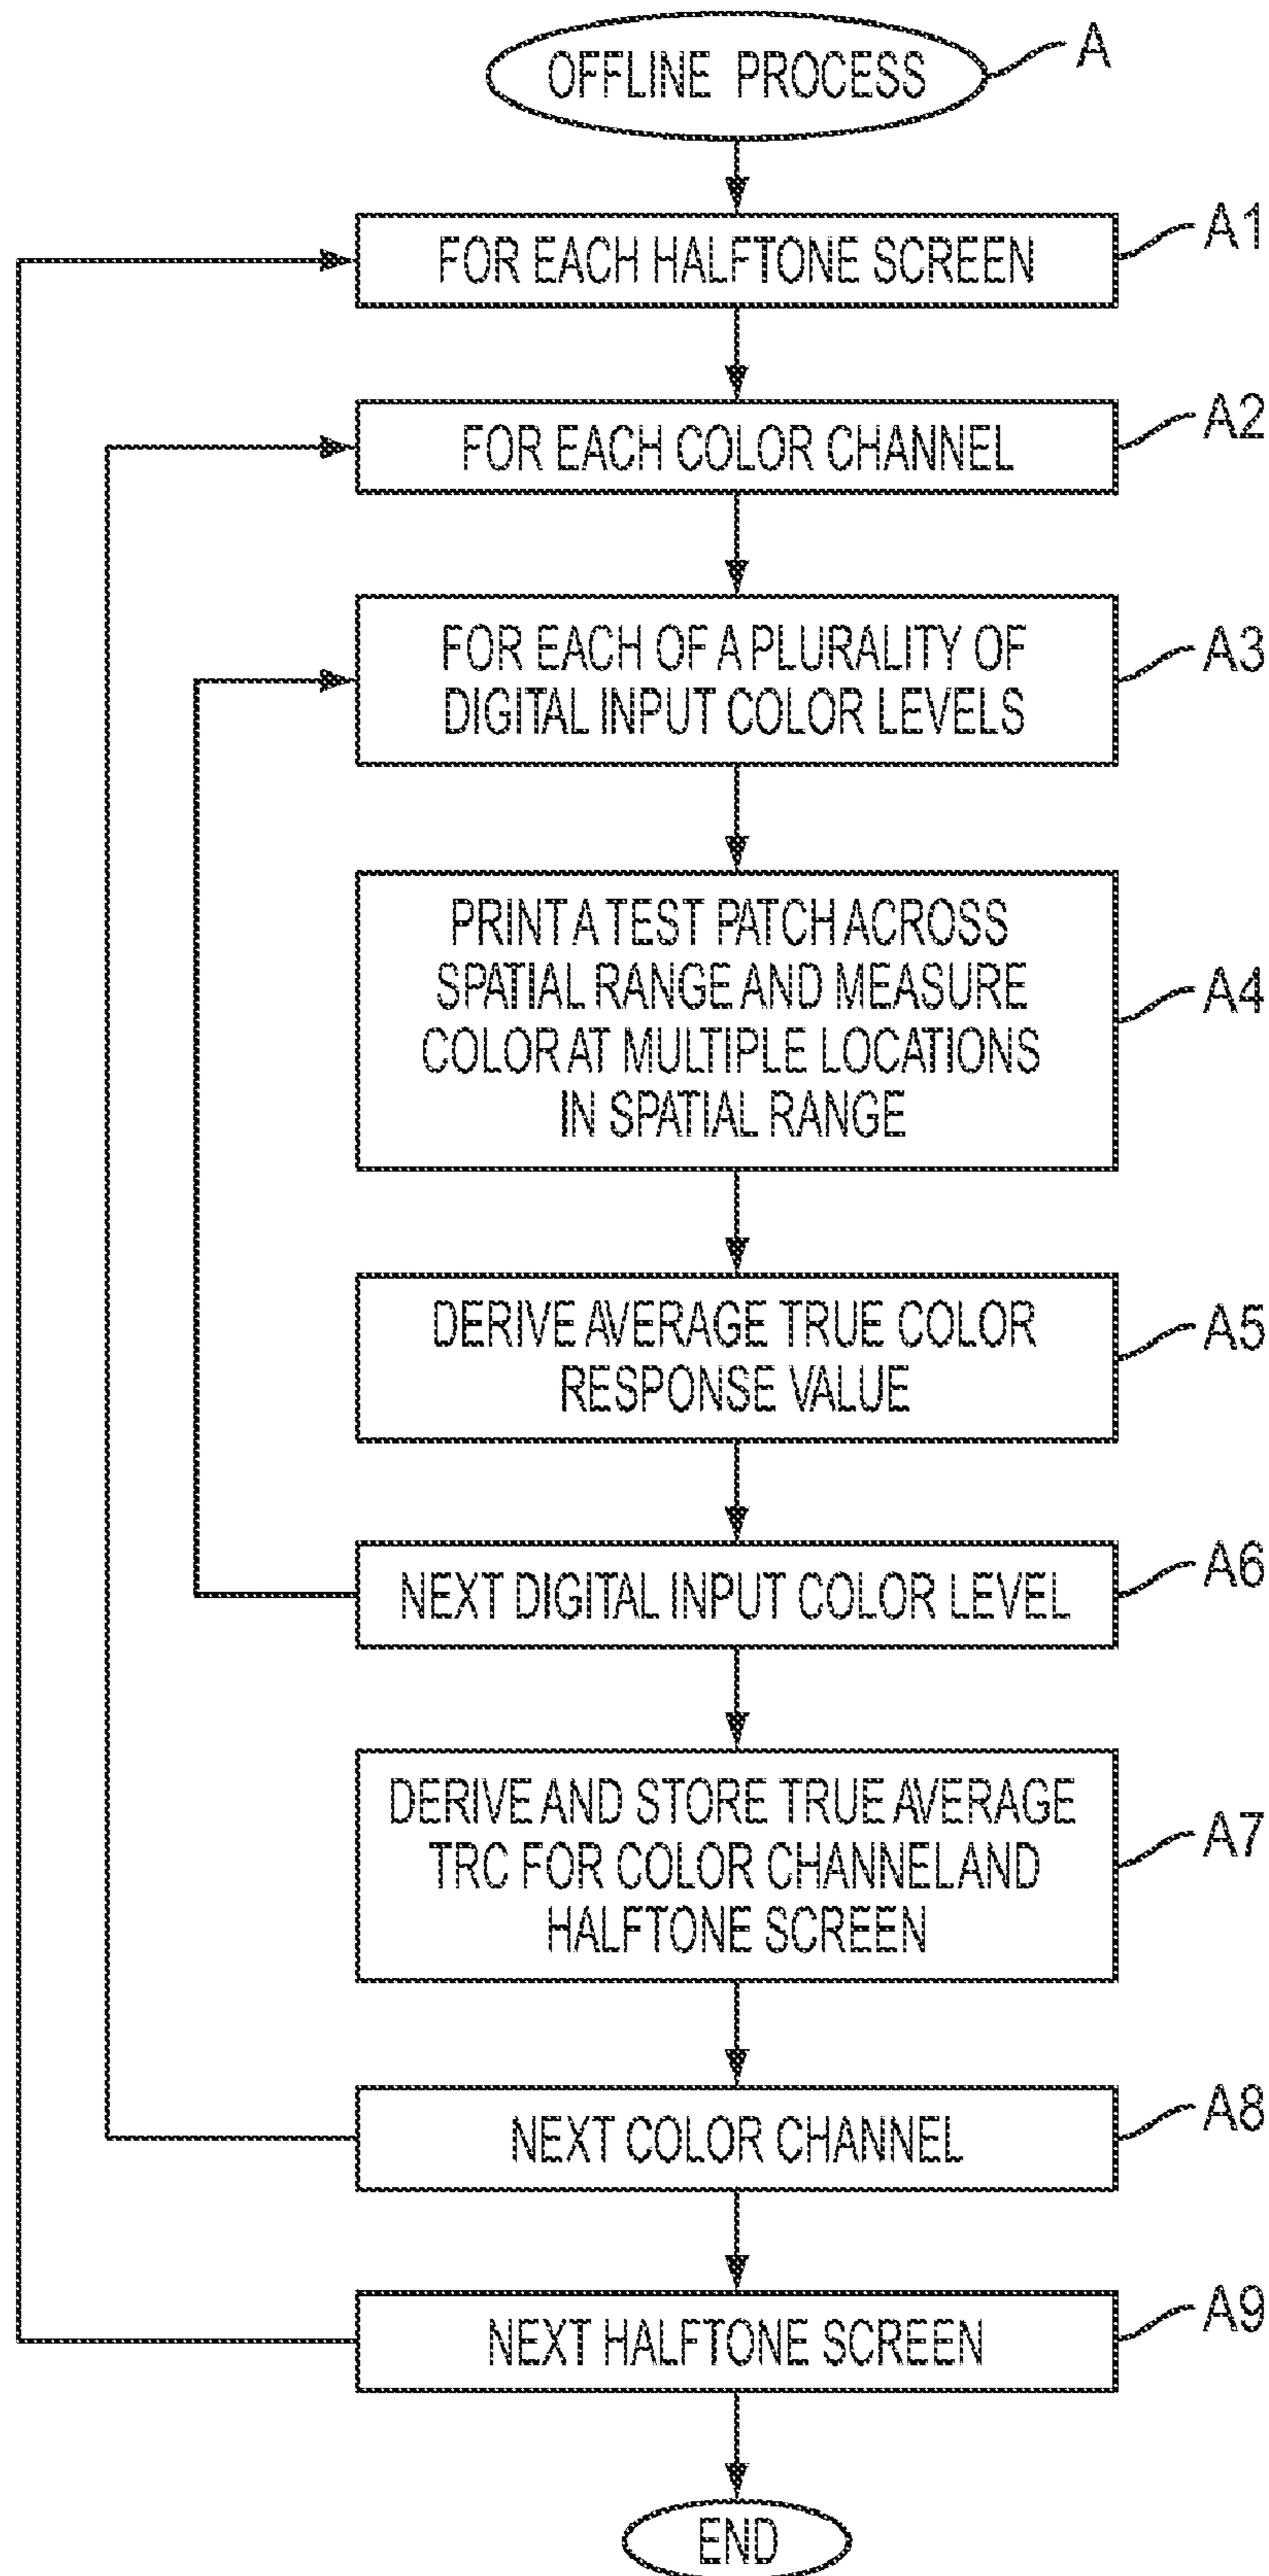 OFFLINE PROCESS
A
FOR EACH HALFTONE SCREEN
A1
FOR EACH COLOR CHANNEL
A2
FOR EACH OF A PLURALITY OF
DIGITAL INPUT COLOR LEVELS
A3
PRINT A TEST PATCH ACROSS
SPATIAL RANGE AND MEASURE
COLOR AT MULTIPLE LOCATIONS
IN SPATIAL RANGE
A4
DERIVE AVERAGE TRUE COLOR
RESPONSE VALUE
A5
NEXT DIGITAL INPUT COLOR LEVEL
A6
DERIVE AND STORE TRUE AVERAGE
TRC FOR COLOR CHANNEL AND
HALFTONE SCREEN
A7
NEXT COLOR CHANNEL
A8
NEXT HALFTONE SCREEN
A9
END